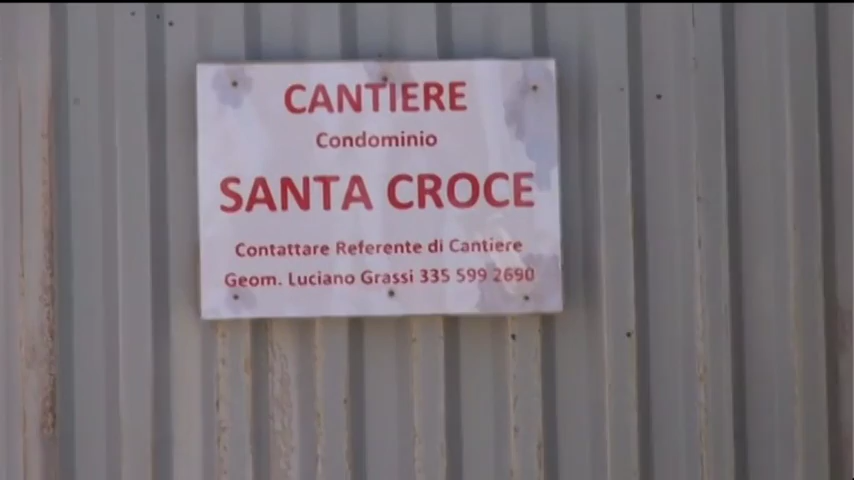 CANTIERE
Condominio
SANTA CROCE
Contattare Referente di Cantiere
Geom. Luciano Grassi 335 599 2690